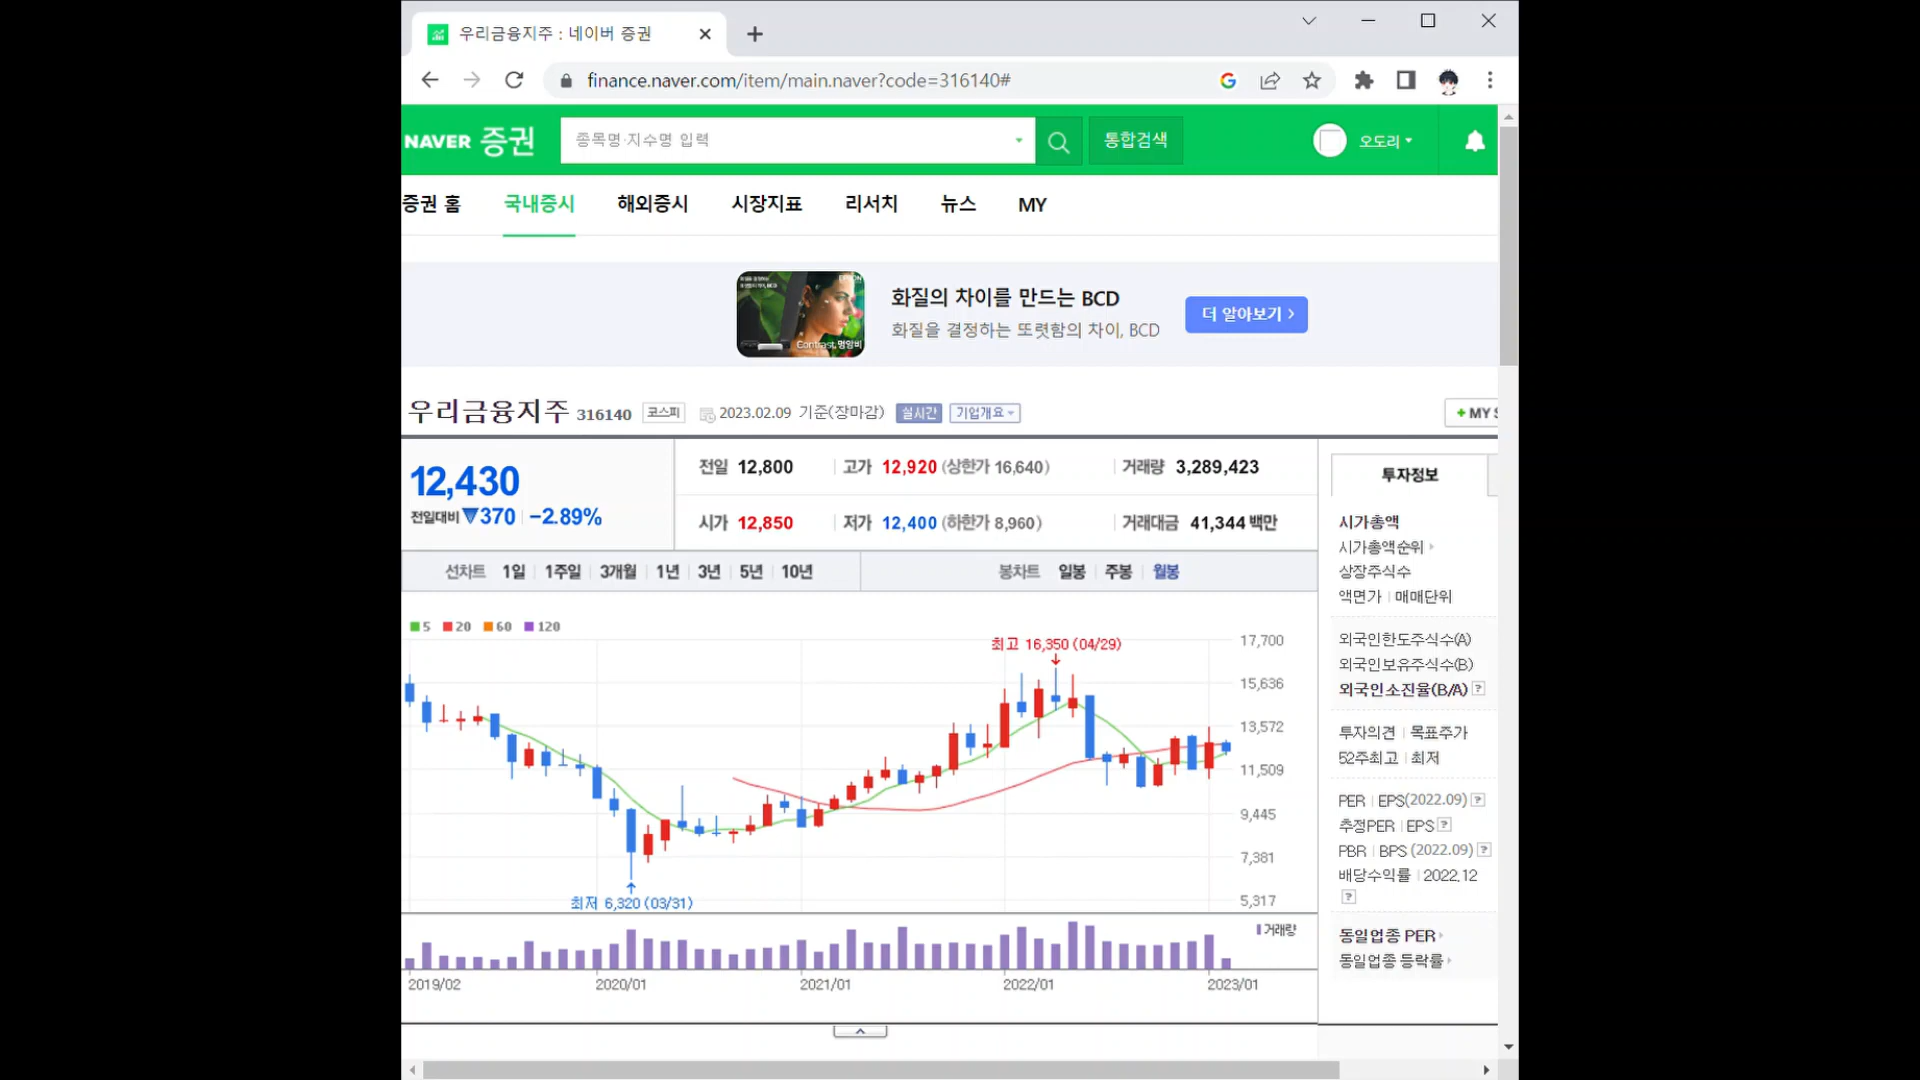 우리금융지주 : 네이버 증권
finance.naver.com/item/main.naver?code=316140#
NAVER 증권
종목명·지수명 입력
통합검색
오도리
증권 홈 국내증시 해외증시 시장지표 리서치 뉴스 MY
Contrast, 명암비
화질의 차이를 만드는 BCD
화질을 결정하는 또렷함의 차이, BCD
더 알아보기
우리금융지주 316140 코스피 2023.02.09 기준(장마감) 실시간 기업개요
+ MY S
12,430
전일대비 ▼370 -2.89%
전일 12,800 고가 12,920 (상한가 16,640) 거래량 3,289,423
시가 12,850 저가 12,400 (하한가 8,960) 거래대금 41,344 백만
선차트 1일 1주일 3개월 1년 3년 5년 10년 봉차트 일봉 주봉 월봉
5 20 60 120
최고 16,350 (04/29)
17,700
15,636
13,572
11,509
9,445
7,381
5,317
최저 6,320 (03/31)
거래량
2019/02 2020/01 2021/01 2022/01 2023/01
투자정보
시가총액
시가총액순위
상장주식수
액면가 | 매매단위
외국인한도주식수(A)
외국인보유주식수(B)
외국인소진율(B/A) ?
투자의견 | 목표주가
52주최고 | 최저
PER | EPS(2022.09) ?
추정PER | EPS ?
PBR | BPS (2022.09) ?
배당수익률 | 2022.12
?
동일업종 PER
동일업종 등락률